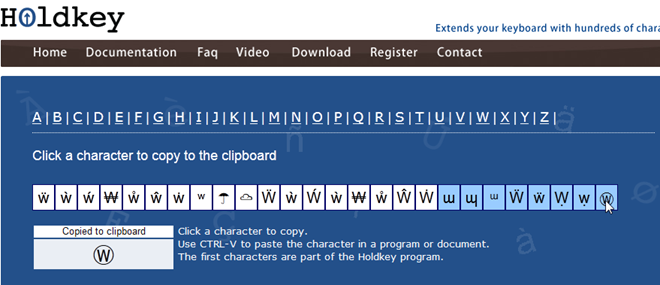 Holdkey
Extends your keyboard with hundreds of chara
Home Documentation Faq Video Download Register Contact
A | B | C | D | E | F | G | H | I | J | K | L | M | N | O | P | Q | R | S | T | U | V | W | X | Y | Z |
Click a character to copy to the clipboard
ẅ ẁ ẃ ₩ ẘ ŵ ẇ ʷ ☂ ☁ Ẅ ẁ Ẃ ẁ ₩ ẘ Ŵ Ẇ ɯ щ ᵚ Ẅ ẅ Ẉ ẉ Ⓦ
Copied to clipboard
Ⓦ
Click a character to copy.
Use CTRL-V to paste the character in a program or document.
The first characters are part of the Holdkey program.